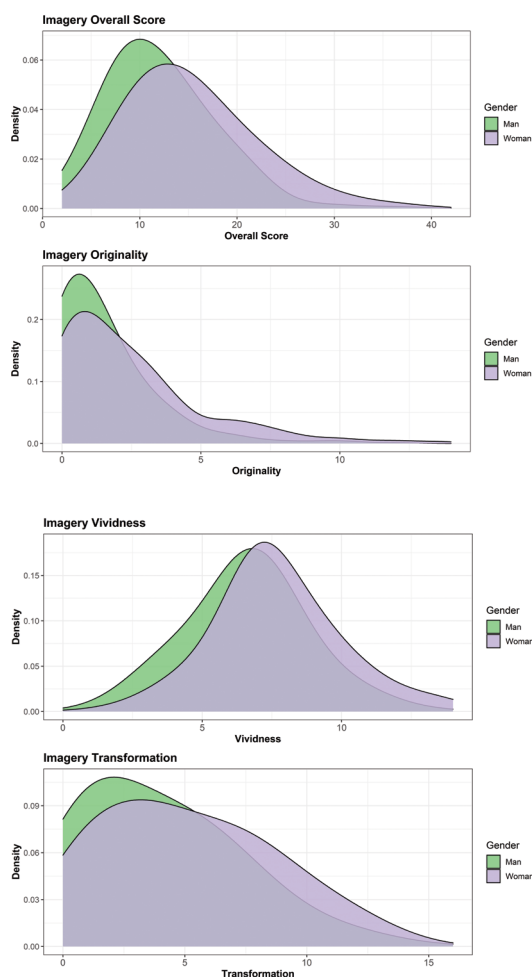 Imagery Overall Score
0.06
0.04
0.02
0.00
Density
0
10
20
30
40
Overall Score
Gender
Man
Woman
Imagery Originality
0.2
0.1
0.0
Density
0
5
10
Originality
Gender
Man
Woman
Imagery Vividness
0.15
0.10
0.05
0.00
Density
0
5
10
Vividness
Gender
Man
Woman
Imagery Transformation
0.09
0.06
0.03
0.00
Density
0
5
10
15
Transformation
Gender
Man
Woman